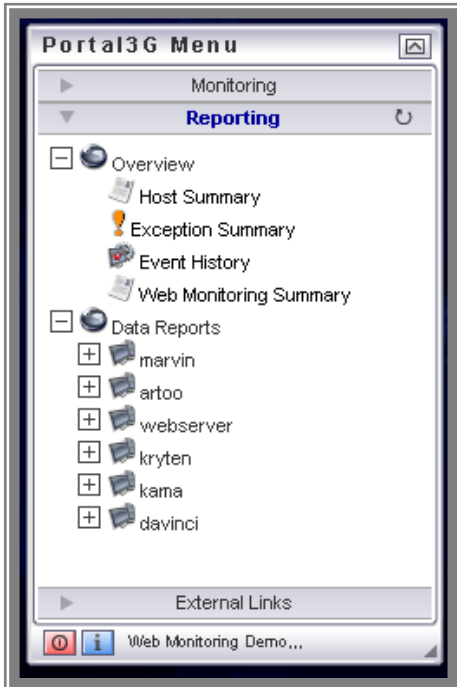 Portal3G Menu
Monitoring
Reporting
Overview
Host Summary
Exception Summary
Event History
Web Monitoring Summary
Data Reports
marvin
artoo
webserver
kryten
kama
davinci
External Links
Web Monitoring Demo...